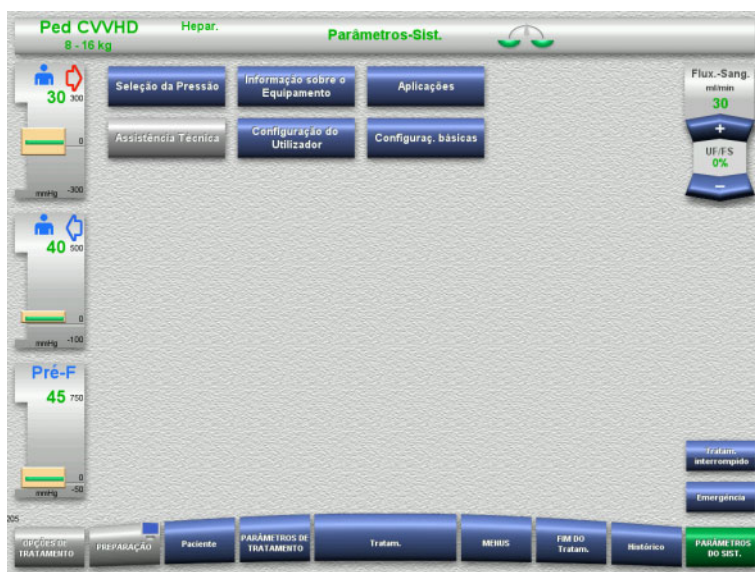 Ped CVVHD
Hepar.
Parâmetros-Sist.
8 - 16 kg
30
300
0
mmHg
-300
40
500
0
mmHg
-100
Pré-F
45
750
0
mmHg
-50
Seleção da Pressão
Informação sobre o
Equipamento
Aplicações
Assistência Técnica
Configuração do
Utilizador
Configuraç. básicas
Flux.-Sang.
ml/min
30
+
UF/FS
0%
–
Tratam.
interrompido
Emergência
205
OPÇÕES DE
TRATAMENTO
PREPARAÇÃO
Paciente
PARÂMETROS DE
TRATAMENTO
Tratam.
MENUS
FIM DO
Tratam.
Histórico
PARÂMETROS
DO SIST.